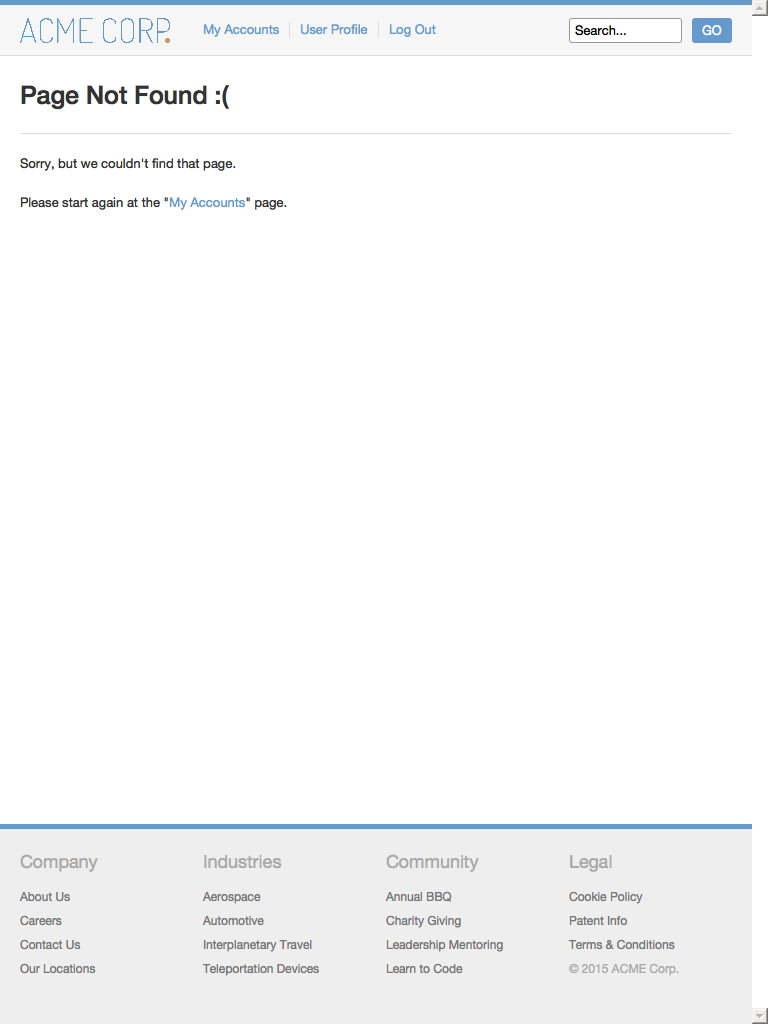 ACME CORP.
My Accounts
User Profile
Log Out
Search...
GO
Page Not Found :(
Sorry, but we couldn't find that page.
Please start again at the "My Accounts" page.
Company
About Us
Careers
Contact Us
Our Locations
Industries
Aerospace
Automotive
Interplanetary Travel
Teleportation Devices
Community
Annual BBQ
Charity Giving
Leadership Mentoring
Learn to Code
Legal
Cookie Policy
Patent Info
Terms & Conditions
© 2015 ACME Corp.